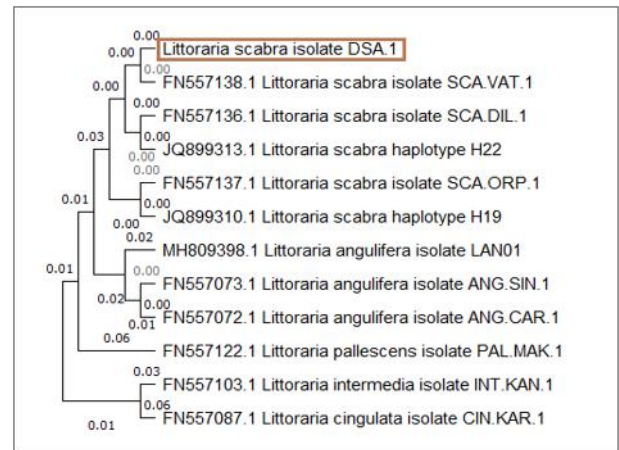 0.00
0.00
Littoraria scabra isolate DSA.1
0.00
0.00
FN557138.1 Littoraria scabra isolate SCA.VAT.1
0.00
FN557136.1 Littoraria scabra isolate SCA.DIL.1
0.03
0.00
JQ899313.1 Littoraria scabra haplotype H22
0.00
0.00
FN557137.1 Littoraria scabra isolate SCA.ORP.1
0.01
JQ899310.1 Littoraria scabra haplotype H19
0.00
0.00
0.02
MH809398.1 Littoraria angulifera isolate LAN01
0.01
0.00
FN557073.1 Littoraria angulifera isolate ANG.SIN.1
0.02
0.00
FN557072.1 Littoraria angulifera isolate ANG.CAR.1
0.01
0.06
FN557122.1 Littoraria pallescens isolate PAL.MAK.1
0.03
FN557103.1 Littoraria intermedia isolate INT.KAN.1
0.06
FN557087.1 Littoraria cingulata isolate CIN.KAR.1
0.01